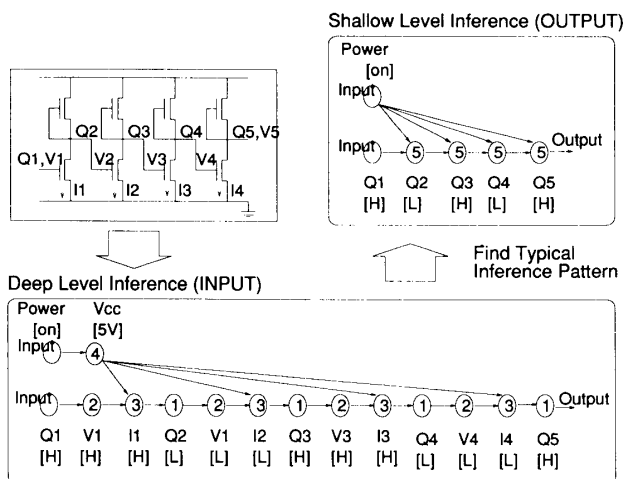 Shallow Level Inference (OUTPUT)
Power
[on]
Input
Input
5
5
5
5
Output
Q1 Q2 Q3 Q4 Q5
[H] [L] [H] [L] [H]
Q2 Q3 Q4 Q5,V5
Q1,V1 V2 V3 V4
I1 I2 I3 I4
Find Typical
Inference Pattern
Deep Level Inference (INPUT)
Power Vcc
[on] [5V]
Input
4
Input 2 3 1 2 3 1 2 3 1 2 3 1 Output
Q1 V1 I1 Q2 V1 I2 Q3 V3 I3 Q4 V4 I4 Q5
[H] [H] [H] [L] [L] [L] [H] [H] [H] [L] [L] [L] [H]